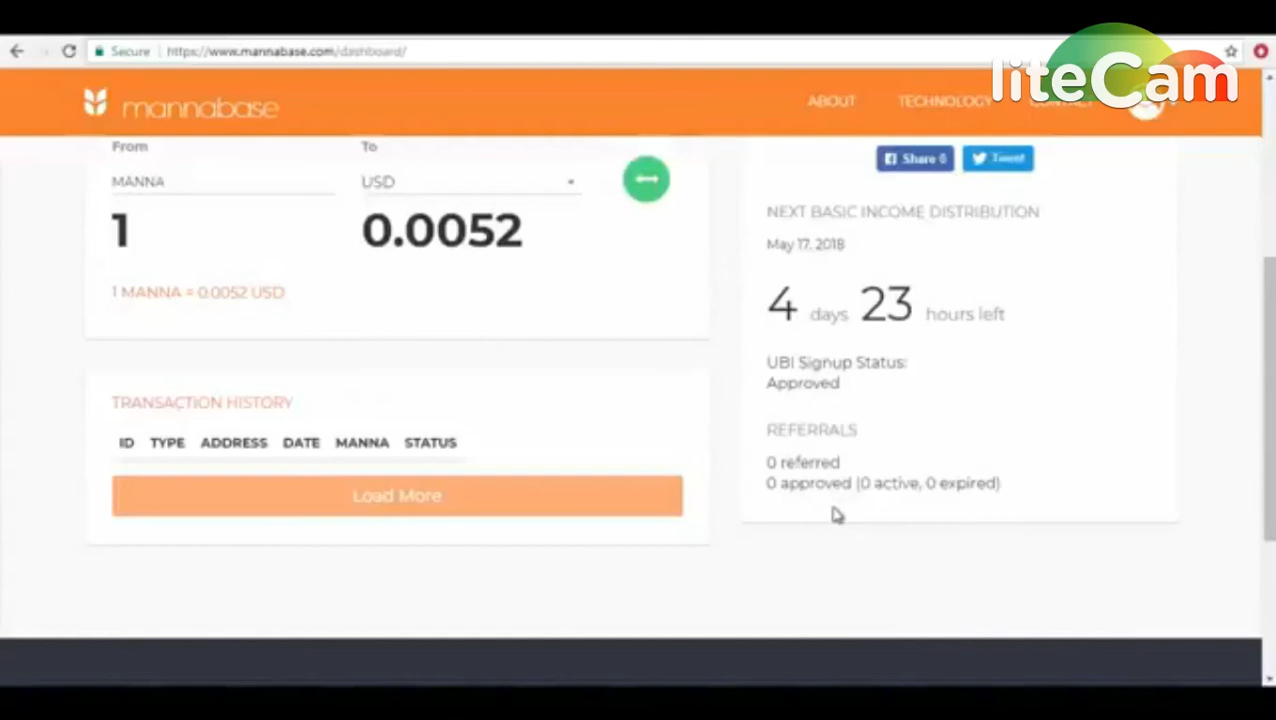 Secure https://www.mannabase.com/dashboard/
liteCam
mannabase
ABOUT TECHNOLOGY CONTACT
From To
MANNA USD
1 0.0052
1 MANNA = 0.0052 USD
TRANSACTION HISTORY
ID TYPE ADDRESS DATE MANNA STATUS
Load More
Share 0 Tweet
NEXT BASIC INCOME DISTRIBUTION
May 17, 2018
4 days 23 hours left
UBI Signup Status:
Approved
REFERRALS
0 referred
0 approved (0 active, 0 expired)